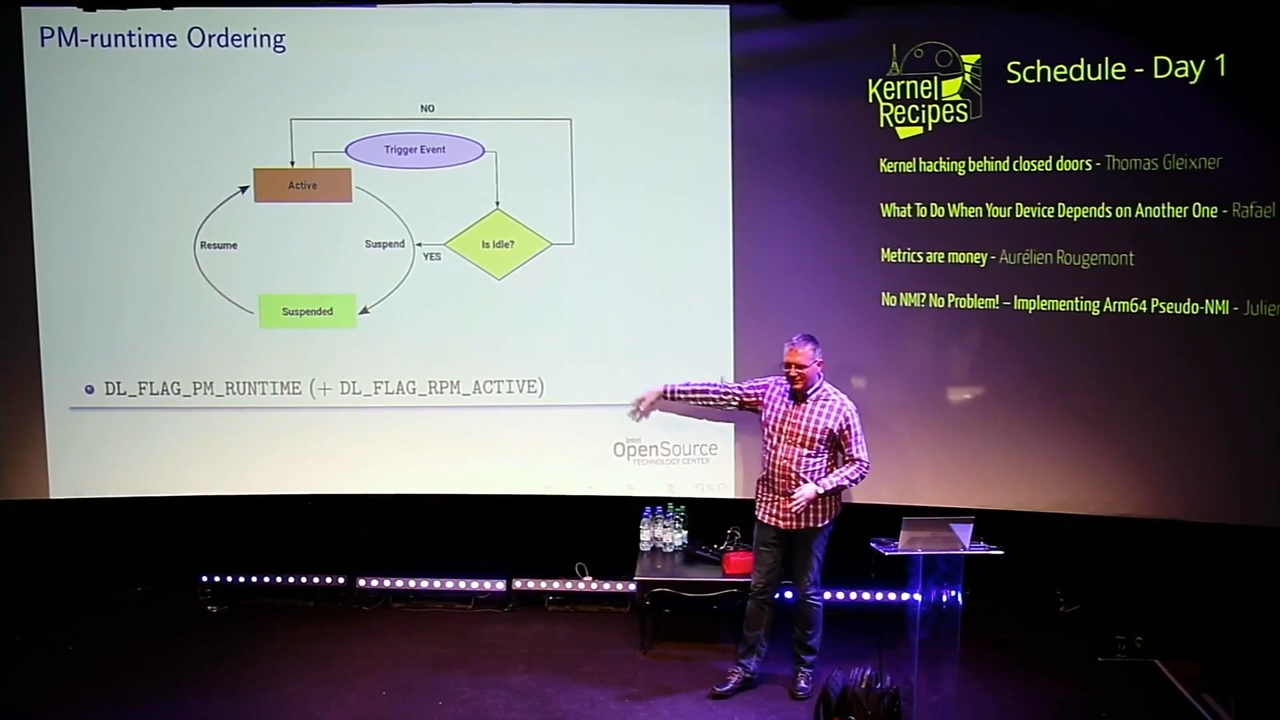 PM-runtime Ordering
NO
Trigger Event
Active
Resume
Suspend
YES
Is Idle?
Suspended
DL_FLAG_PM_RUNTIME (+ DL_FLAG_RPM_ACTIVE)
Intel
OpenSource
TECHNOLOGY CENTER
Kernel
Recipes
Schedule - Day 1
Kernel hacking behind closed doors - Thomas Gleixner
What To Do When Your Device Depends on Another One - Rafael
Metrics are money - Aurélien Rougemont
No NMI? No Problem! – Implementing Arm64 Pseudo-NMI - Julien